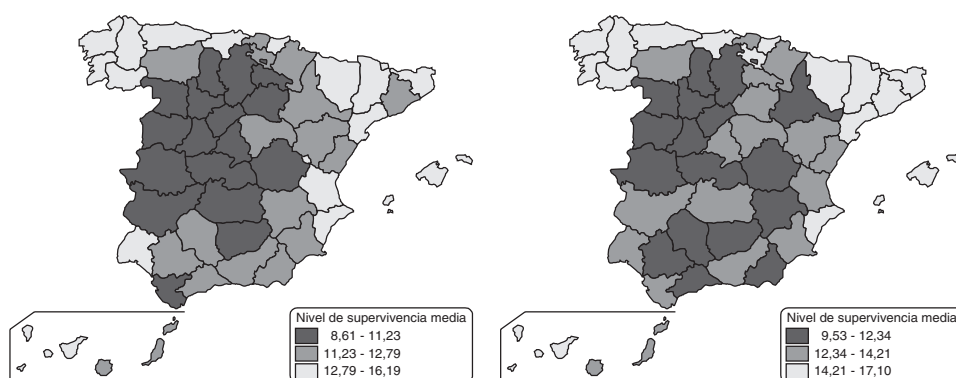 Nivel de supervivencia media
8,61 - 11,23
11,23 - 12,79
12,79 - 16,19
Nivel de supervivencia media
9,53 - 12,34
12,34 - 14,21
14,21 - 17,10